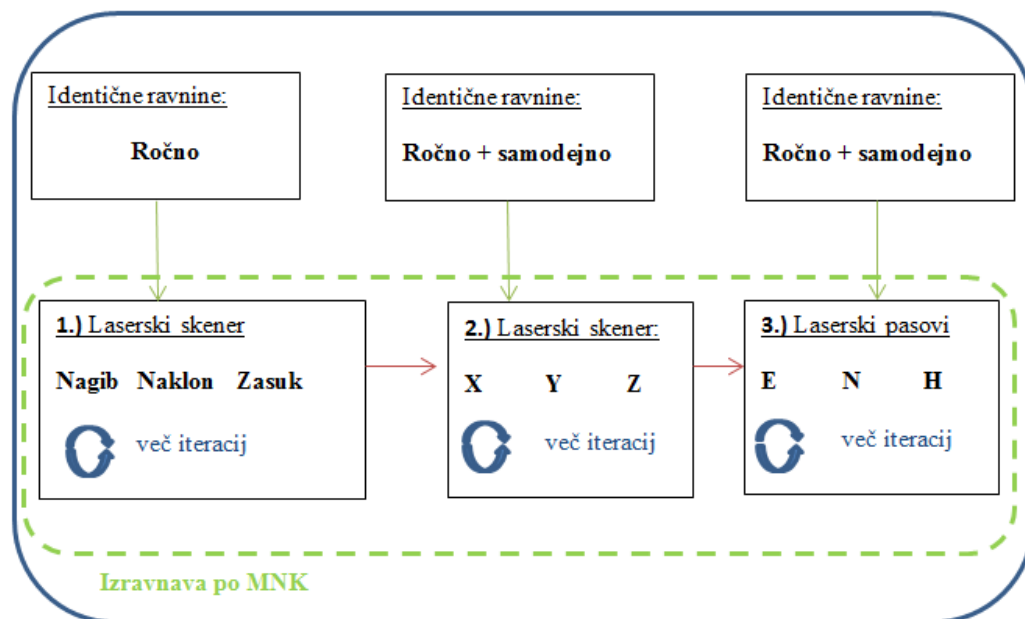 Identične ravnine:
Ročno
Identične ravnine:
Ročno + samodejno
Identične ravnine:
Ročno + samodejno
1.) Laserski skener
Nagib Naklon Zasuk
več iteracij
2.) Laserski skener:
X Y Z
več iteracij
3.) Laserski pasovi
E N H
več iteracij
Izravnava po MNK